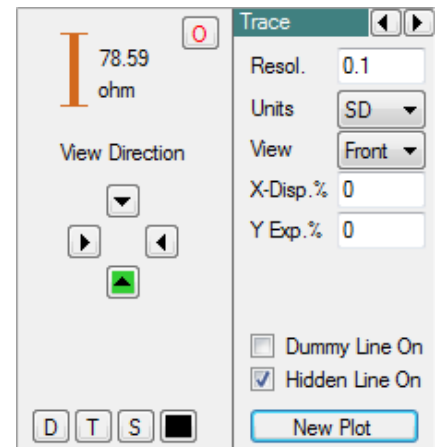 O
78.59
ohm
View Direction
D T S
Trace
Resol. 0.1
Units SD
View Front
X-Disp.% 0
Y Exp.% 0
Dummy Line On
Hidden Line On
New Plot